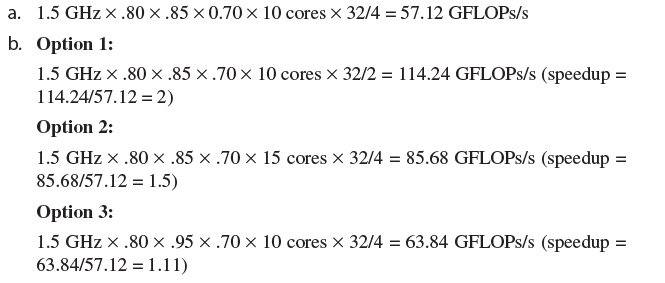 a. 1.5 GHz × .80 × .85 × 0.70 × 10 cores × 32/4 = 57.12 GFLOPs/s
b. Option 1:
1.5 GHz × .80 × .85 × .70 × 10 cores × 32/2 = 114.24 GFLOPs/s (speedup =
114.24/57.12 = 2)
Option 2:
1.5 GHz × .80 × .85 × .70 × 15 cores × 32/4 = 85.68 GFLOPs/s (speedup =
85.68/57.12 = 1.5)
Option 3:
1.5 GHz × .80 × .95 × .70 × 10 cores × 32/4 = 63.84 GFLOPs/s (speedup =
63.84/57.12 = 1.11)